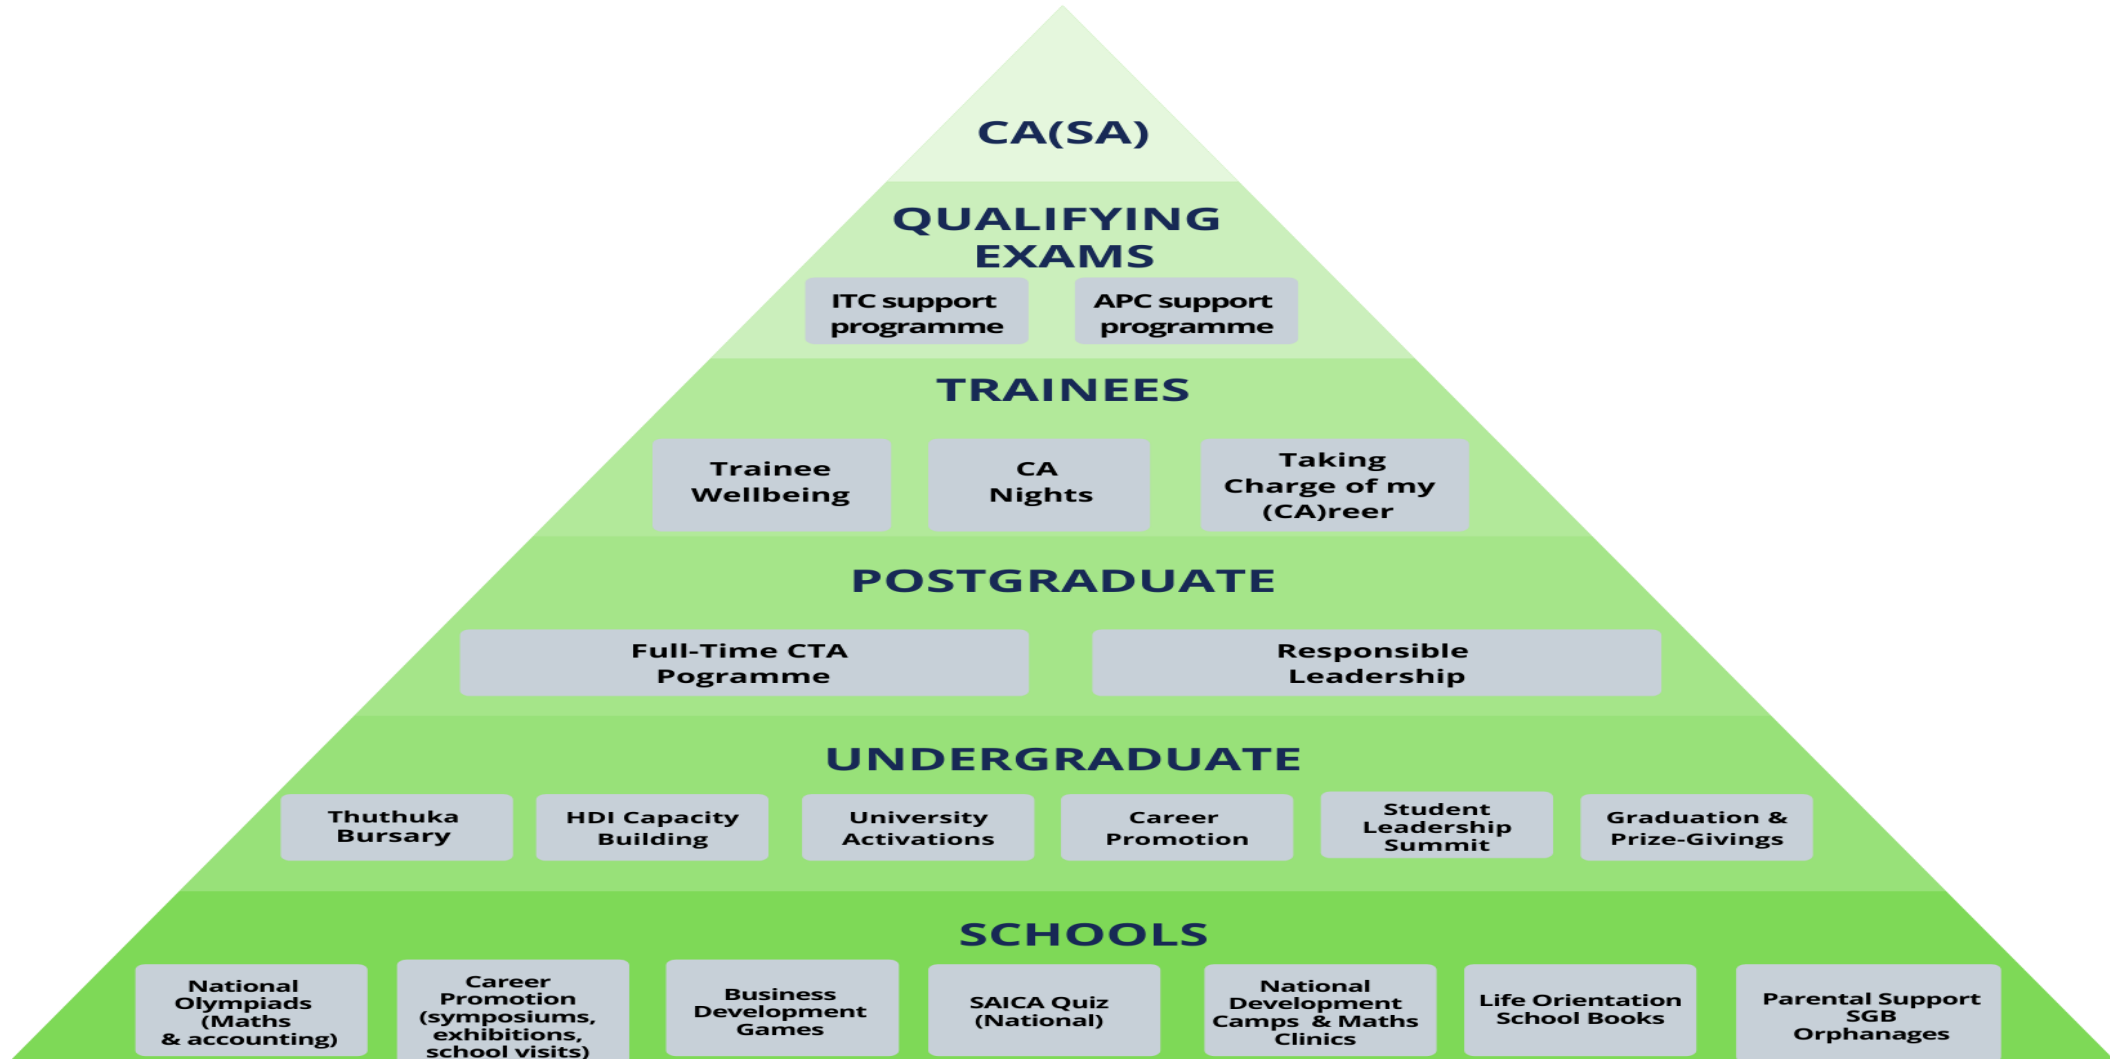 CA(SA)
QUALIFYING
EXAMS
ITC support
programme
APC support
programme
TRAINEES
Trainee
Wellbeing
CA
Nights
Taking
Charge of my
(CA)reer
POSTGRADUATE
Full-Time CTA
Pogramme
Responsible
Leadership
UNDERGRADUATE
Thuthuka
Bursary
HDI Capacity
Building
University
Activations
Career
Promotion
Student
Leadership
Summit
Graduation &
Prize-Givings
SCHOOLS
National
Olympiads
(Maths
& accounting)
Career
Promotion
(symposiums,
exhibitions,
school visits)
Business
Development
Games
SAICA Quiz
(National)
National
Development
Camps & Maths
Clinics
Life Orientation
School Books
Parental Support
SGB
Orphanages